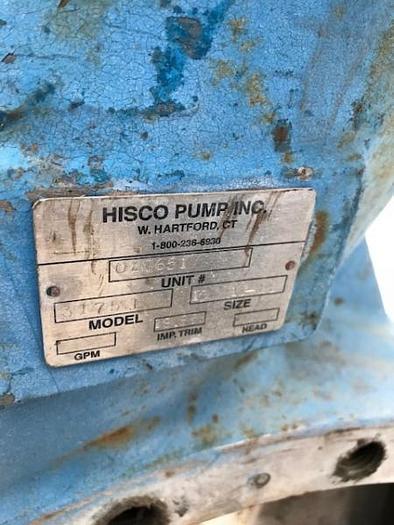 HISCO PUMP INC.
W. HARTFORD, CT
1-800-236-6930
UNIT #
MODEL SIZE
GPM IMP. TRIM HEAD